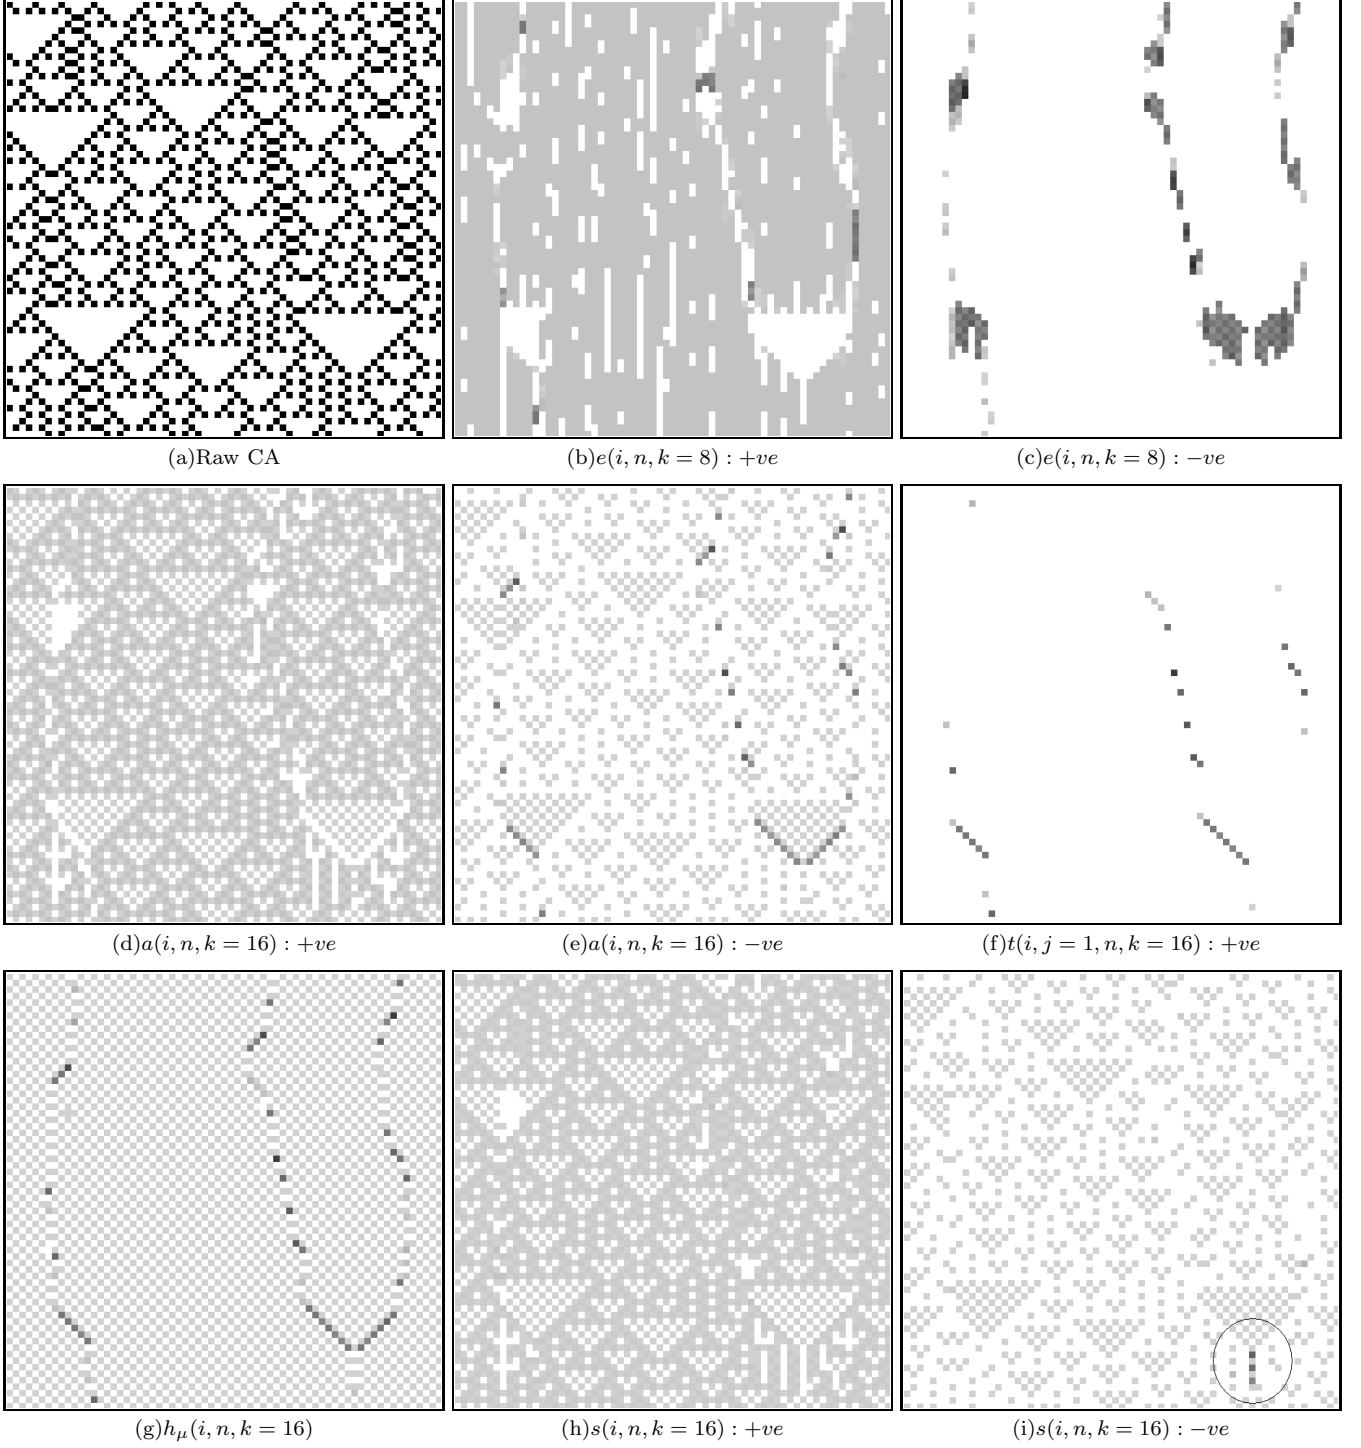 (a)Raw CA
(b)e(i, n, k = 8) : +ve
(c)e(i, n, k = 8) : −ve
(d)a(i, n, k = 16) : +ve
(e)a(i, n, k = 16) : −ve
(f)t(i, j = 1, n, k = 16) : +ve
(g)hμ(i, n, k = 16)
(h)s(i, n, k = 16) : +ve
(i)s(i, n, k = 16) : −ve